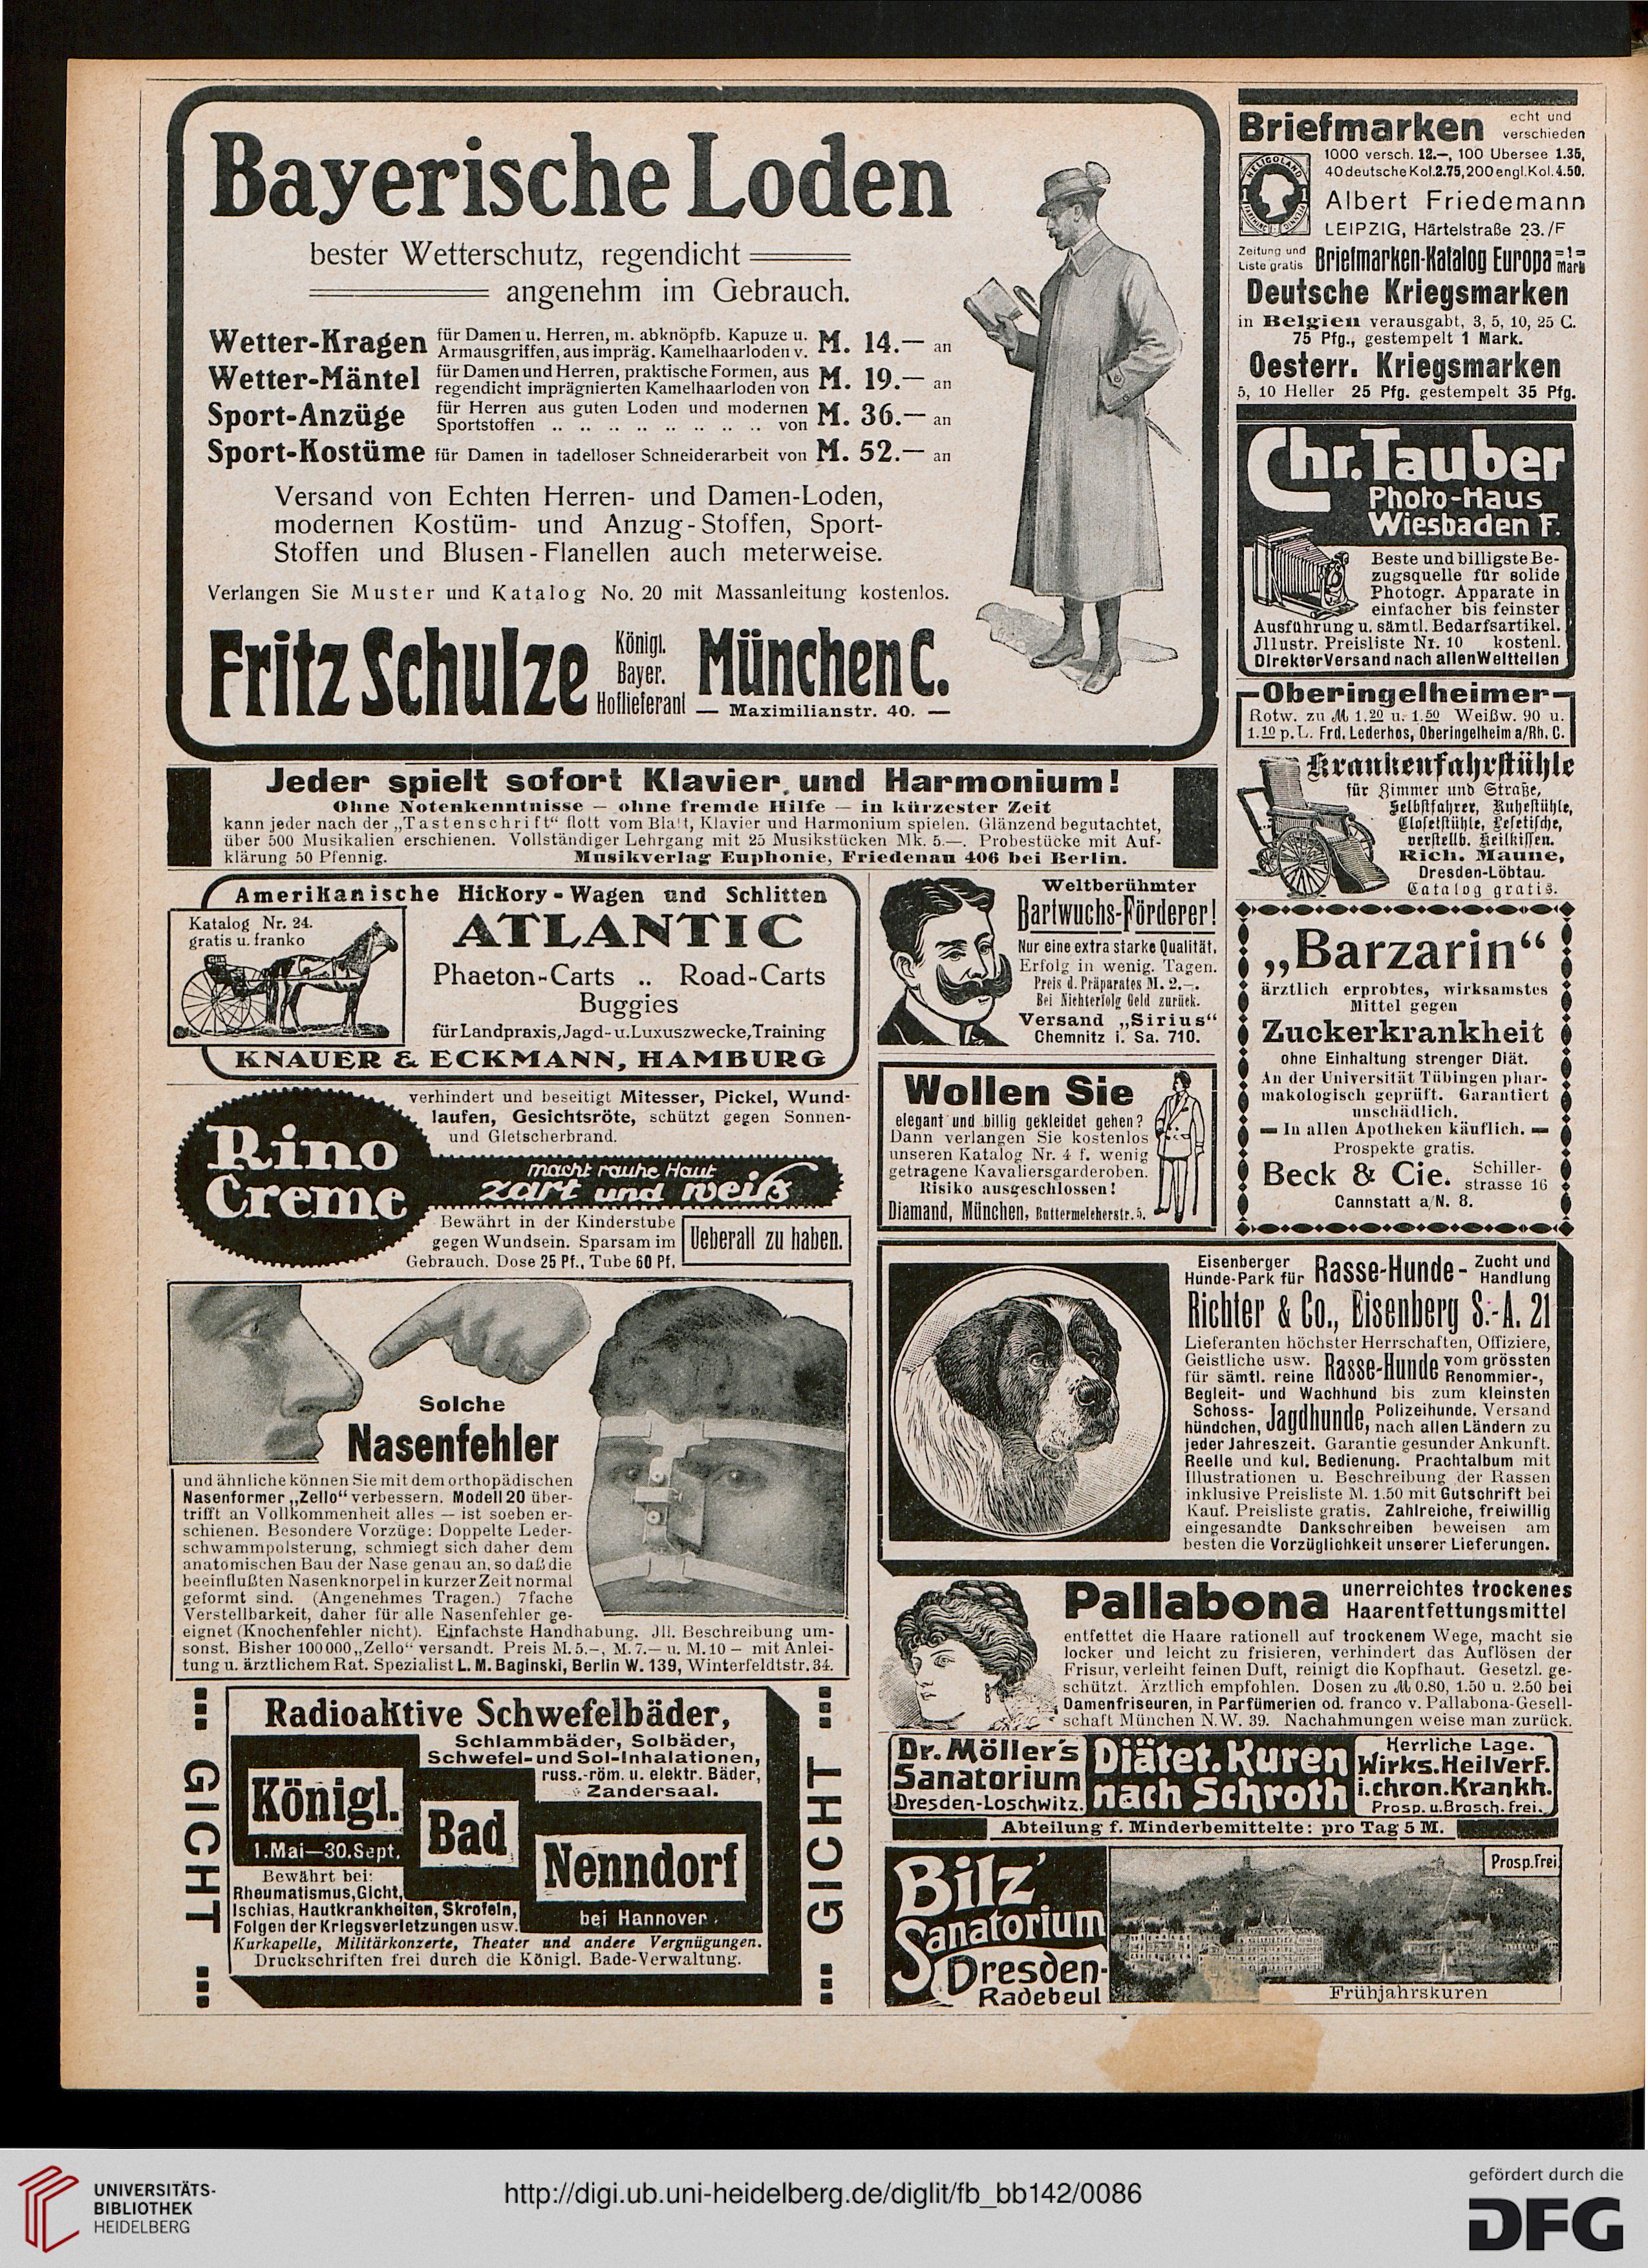 Bayerische Loden
bester Wetterschutz, regendicht
angenehm im Gebrauch.
Wetter-Kragen für Damen u. Herren, m. abknöpfb. Kapuze u. Armausgriffen, aus impräg. Kamelhaarloden v. M. 14.— an
Wetter-Mäntel für Damen und Herren, praktische Formen, aus regendicht imprägnierten Kamelhaarloden von M. 19.— an
Sport-Anzüge für Herren aus guten Loden und modernen Sportstoffen .. .. .. .. .. .. .. .. von M. 36.— an
Sport-Kostüme für Damen in tadelloser Schneiderarbeit von M. 52.— an
Versand von Echten Herren- und Damen-Loden,
modernen Kostüm- und Anzug-Stoffen, Sport-
Stoffen und Blusen-Flanellen auch meterweise.
Verlangen Sie Muster und Katalog No. 20 mit Massanleitung kostenlos.
Fritz Schulze Königl. Bayer. Hoflieferant München C.
— Maximilianstr. 40. —
Briefmarken echt und verschieden
HELIGOLAND
1000 versch. 12.—, 100 Übersee 1.35,
40 deutsche Kol. 2.75, 200 engl. Kol. 4.50.
Albert Friedemann
LEIPZIG, Härtelstraße 23./F
Zeitung und Liste gratis Briefmarken-Katalog Europa =1= Mark
Deutsche Kriegsmarken
in Belgien verausgabt, 3, 5, 10, 25 C.
75 Pfg., gestempelt 1 Mark.
Oesterr. Kriegsmarken
5, 10 Heller 25 Pfg. gestempelt 35 Pfg.
Chr. Tauber
Photo-Haus
Wiesbaden F.
Beste und billigste Be-
zugsquelle für solide
Photogr. Apparate in
einfacher bis feinster
Ausführung u. sämtl. Bedarfsartikel.
Jllustr. Preisliste Nr. 10 kostenl.
Direkter Versand nach allen Weltteilen
Oberingelheimer
Rotw. zu M 1.20 u. 1.50 Weißw. 90 u.
1.10 p. L. Frd. Lederhos, Oberingelheim a/Rh. C.
Krankenfahrstühle
für Zimmer und Straße,
Selbstfahrer, Ruhestühle,
Closetstühle, Lesetische,
verstellb. Keilkissen.
Rich. Maune,
Dresden-Löbtau.
Catalog gratis.
Jeder spielt sofort Klavier und Harmonium!
Ohne Notenkenntnisse — ohne fremde Hilfe — in kürzester Zeit
kann jeder nach der „Tastenschrift“ flott vom Blatt, Klavier und Harmonium spielen. Glänzend begutachtet,
über 500 Musikalien erschienen. Vollständiger Lehrgang mit 25 Musikstücken Mk. 5.—. Probestücke mit Auf-
klärung 50 Pfennig. Musikverlag Euphonie, Friedenau 406 bei Berlin.
Amerikanische Hickory-Wagen und Schlitten
Katalog Nr. 24.
gratis u. franko
ATLANTIC
Phaeton-Carts .. Road-Carts
Buggies
für Landpraxis, Jagd- u. Luxuszwecke, Training
KNAUER & ECKMANN, HAMBURG
Weltberühmter
Bartwuchs-Förderer!
Nur eine extra starke Qualität.
Erfolg in wenig. Tagen.
Preis d. Präparates M. 2.—.
Bei Nichterfolg Geld zurück.
Versand „Sirius“
Chemnitz i. Sa. 710.
„Barzarin“
ärztlich erprobtes, wirksamstes
Mittel gegen
Zuckerkrankheit
ohne Einhaltung strenger Diät.
An der Universität Tübingen phar-
makologisch geprüft. Garantiert
unschädlich.
— In allen Apotheken käuflich. —
Prospekte gratis.
Beck & Cie. Schiller-strasse 16
Cannstatt a/N. 8.
Rino
Creme
verhindert und beseitigt Mitesser, Pickel, Wund-
laufen, Gesichtsröte, schützt gegen Sonnen-
und Gletscherbrand.
macht rauhe Haut
zart und weiß
Bewährt in der Kinderstube
gegen Wundsein. Sparsam im
Gebrauch. Dose 25 Pf., Tube 60 Pf.
Ueberall zu haben.
Wollen Sie
elegant und billig gekleidet gehen?
Dann verlangen Sie kostenlos
unseren Katalog Nr. 4 f. wenig
getragene Kavaliersgarderoben.
Risiko ausgeschlossen!
Diamand, München, Buttermelcherstr. 5.
Solche
Nasenfehler
und ähnliche können Sie mit dem orthopädischen
Nasenformer „Zello“ verbessern. Modell 20 über-
trifft an Vollkommenheit alles — ist soeben er-
schienen. Besondere Vorzüge: Doppelte Leder-
schwammpolsterung, schmiegt sich daher dem
anatomischen Bau der Nase genau an, so daß die
beeinflußten Nasenknorpel in kurzer Zeit normal
geformt sind. (Angenehmes Tragen.) 7fache
Verstellbarkeit, daher für alle Nasenfehler ge-
eignet (Knochenfehler nicht). Einfachste Handhabung. Jll. Beschreibung um-
sonst. Bisher 100000 „Zello“ versandt. Preis M. 5.—, M. 7.— u. M. 10— mit Anlei-
tung u. ärztlichem Rat. Spezialist L. M. Baginski, Berlin W. 139, Winterfeldtstr. 34.
Eisenberger Hunde-Park für Rasse-Hunde- Zucht und Handlung
Richter & Co., Eisenberg S.-A. 21
Lieferanten höchster Herrschaften, Offiziere,
Geistliche usw. für sämtl. reine Rasse-Hunde vom grössten Renommier-,
Begleit- und Wachhund bis zum kleinsten
Schoss-hündchen, Jagdhunde, Polizeihunde. Versand nach allen Ländern zu
jeder Jahreszeit. Garantie gesunder Ankunft.
Reelle und kul. Bedienung. Prachtalbum mit
Illustrationen u. Beschreibung der Rassen
inklusive Preisliste M. 1.50 mit Gutschrift bei
Kauf. Preisliste gratis. Zahlreiche, freiwillig
eingesandte Dankschreiben beweisen am
besten die Vorzüglichkeit unserer Lieferungen.
Pallabona unerreichtes trockenes Haarentfettungsmittel
entfettet die Haare rationell auf trockenem Wege, macht sie
locker und leicht zu frisieren, verhindert das Auflösen der
Frisur, verleiht feinen Duft, reinigt die Kopfhaut. Gesetzl. ge-
schützt. Ärztlich empfohlen. Dosen zu M 0.80, 1.50 u. 2.50 bei
Damenfriseuren, in Parfümerien od. franco v. Pallabona-Gesell-
schaft München N.W. 39. Nachahmungen weise man zurück.
GICHT
Radioaktive Schwefelbäder,
Schlammbäder, Solbäder,
Schwefel- und Sol-Inhalationen,
russ.-röm. u. elektr. Bäder,
Zandersaal.
Königl.
Bad
Nenndorf
1. Mai—30. Sept.
bei Hannover.
Bewährt bei:
Rheumatismus, Gicht,
Ischias, Hautkrankheiten, Skrofeln,
Folgen der Kriegsverletzungen usw.
Kurkapelle, Militärkonzerte, Theater und andere Vergnügungen.
Druckschriften frei durch die Königl. Bade-Verwaltung.
GICHT
Dr. Möller's
Sanatorium
Dresden-Loschwitz.
Diätet. Kuren
nach Schroth
Herrliche Lage.
Wirks. Heilverf.
i. chron. Krankh.
Prosp. u. Brosch. frei.
Abteilung f. Minderbemittelte: pro Tag 5 M.
Bilz'
Sanatorium
Dresden-
Radebeul
Prosp. frei
Frühjahrskuren
UNIVERSITÄTS-
BIBLIOTHEK
HEIDELBERG
http://digi.ub.uni-heidelberg.de/diglit/fb_bb142/0086
gefördert durch die
DFG